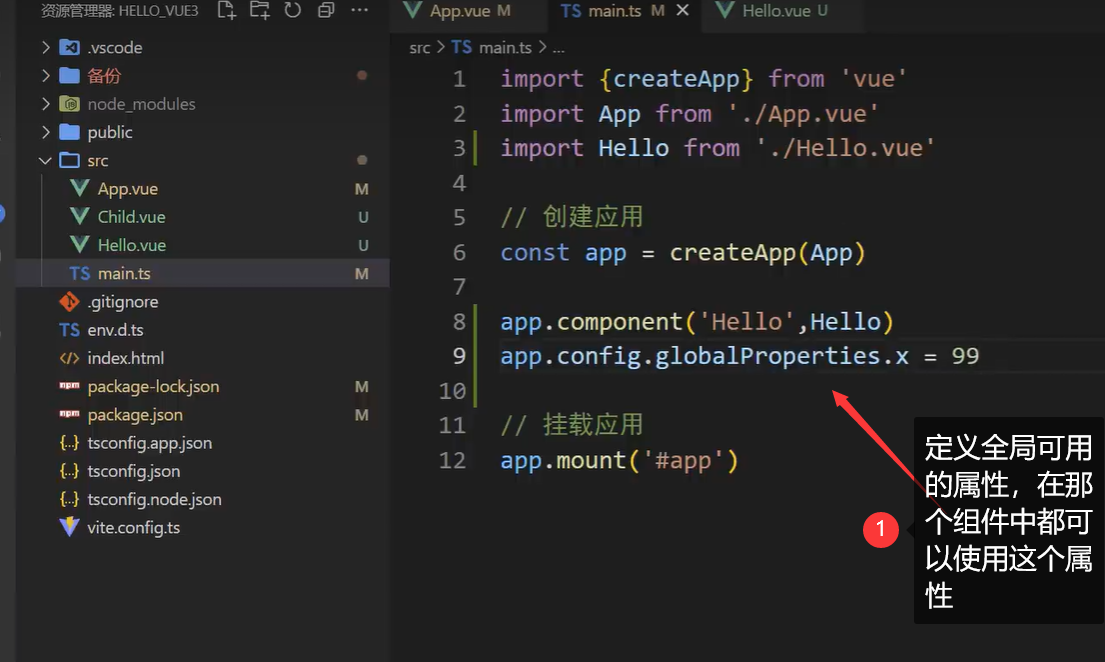 资源管理器: HELLO_VUE3
.vscode
备份
node_modules
public
src
App.vue M
Child.vue U
Hello.vue U
TS main.ts M
.gitignore
TS env.d.ts
</> index.html
npm package-lock.json M
npm package.json M
{..} tsconfig.app.json
{..} tsconfig.json
{..} tsconfig.node.json
vite.config.ts
App.vue M
TS main.ts M
Hello.vue U
src > TS main.ts > ...
1 import {createApp} from 'vue'
2 import App from './App.vue'
3 import Hello from './Hello.vue'
4
5 // 创建应用
6 const app = createApp(App)
7
8 app.component('Hello',Hello)
9 app.config.globalProperties.x = 99
10
11 // 挂载应用
12 app.mount('#app')
1
定义全局可用
的属性，在那
个组件中都可
以使用这个属
性